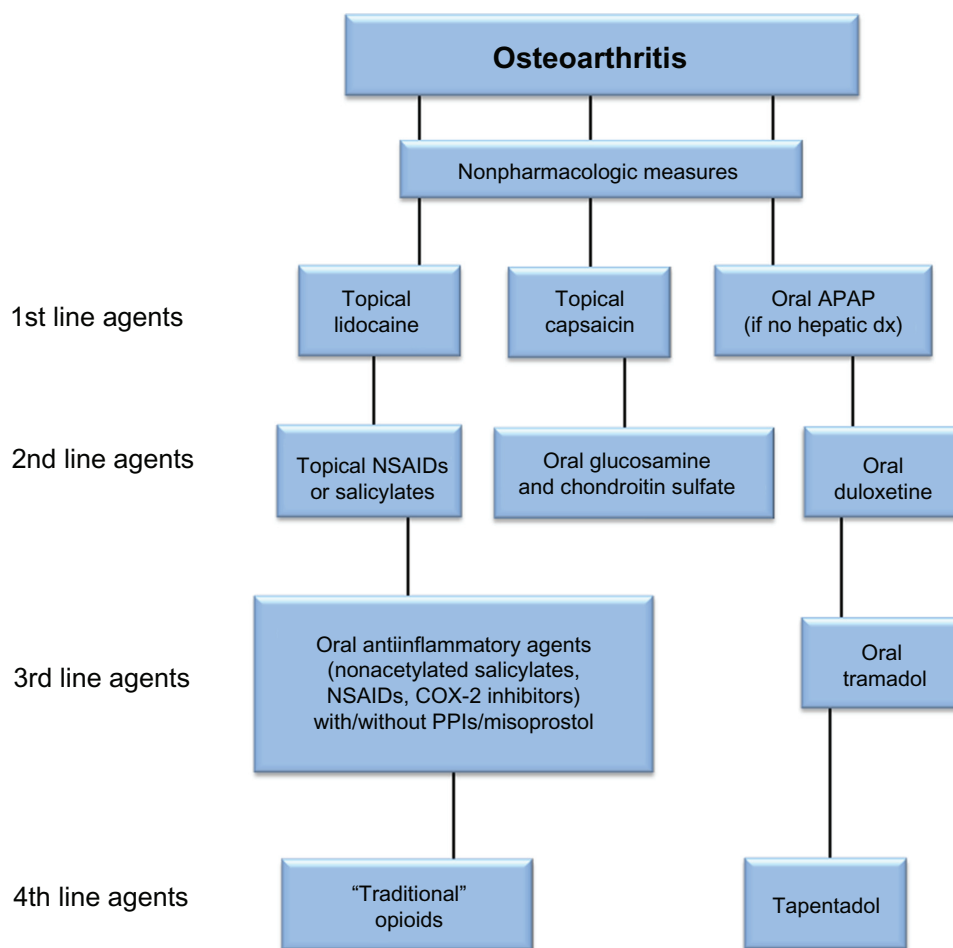 Osteoarthritis
Nonpharmacologic measures
1st line agents
Topical
lidocaine
Topical
capsaicin
Oral APAP
(if no hepatic dx)
2nd line agents
Topical NSAIDs
or salicylates
Oral glucosamine
and chondroitin sulfate
Oral
duloxetine
3rd line agents
Oral antiinflammatory agents
(nonacetylated salicylates,
NSAIDs, COX-2 inhibitors)
with/without PPIs/misoprostol
Oral
tramadol
4th line agents
“Traditional”
opioids
Tapentadol